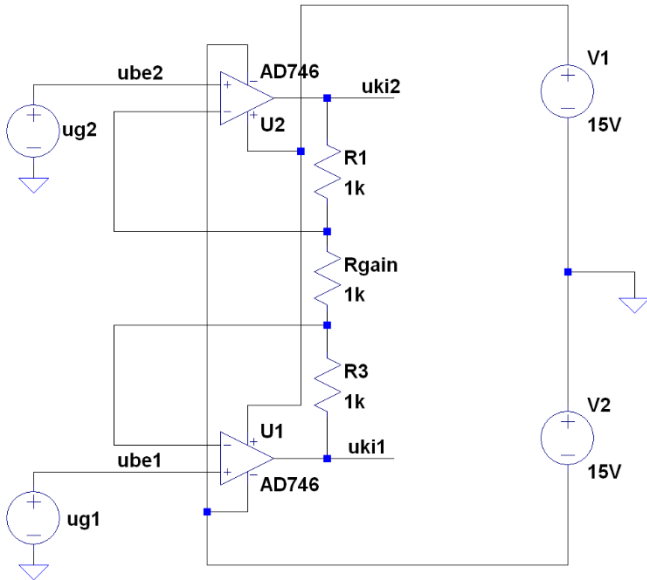 V1
AD746
ube2
uki2
+
−
+
−
+
−
+
U2
ug2
15V
R1
1k
Rgain
1k
R3
1k
V2
U1
+
−
+
−
+
−
+
−
ube1
uki1
AD746
15V
ug1